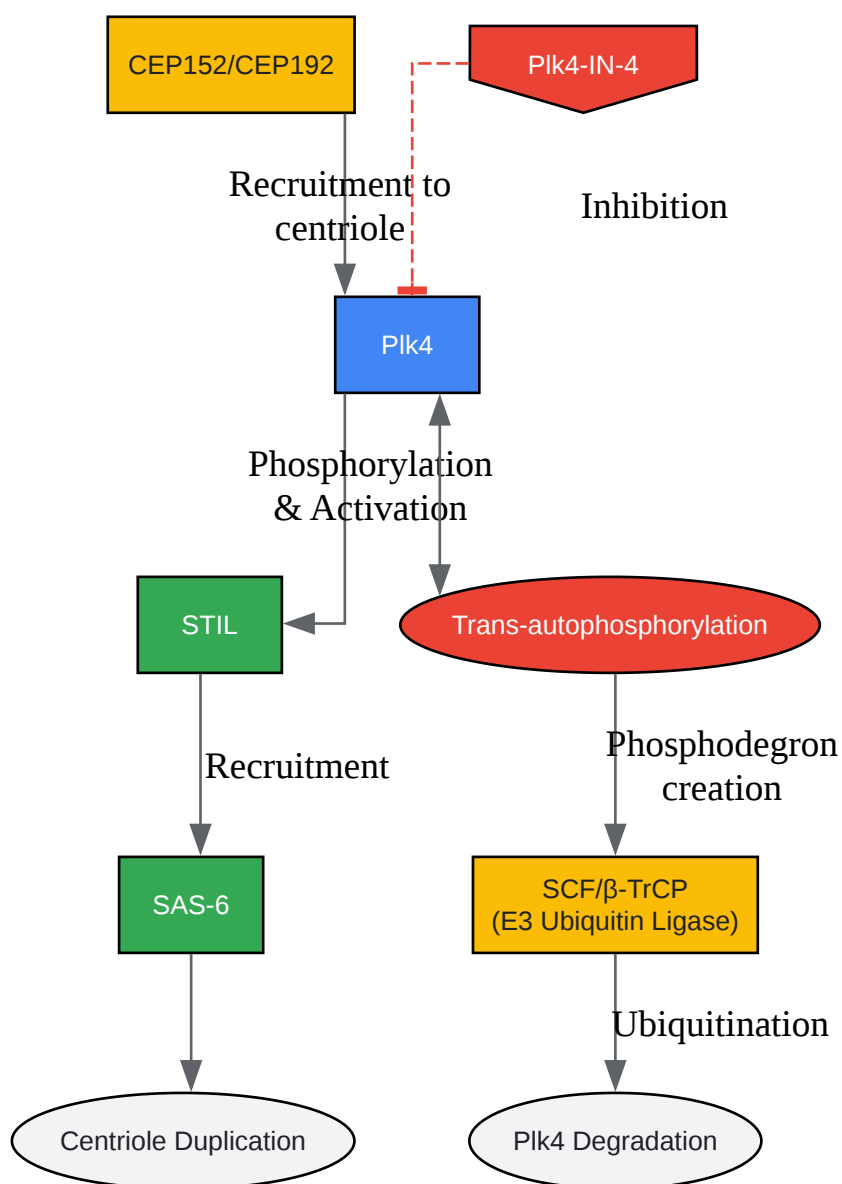 CEP152/CEP192
Plk4-IN-4
Recruitment to
centriole
Inhibition
Plk4
Phosphorylation
& Activation
STIL
Trans-autophosphorylation
Recruitment
Phosphodegron
creation
SAS-6
SCF/β-TrCP
(E3 Ubiquitin Ligase)
Ubiquitination
Centriole Duplication
Plk4 Degradation